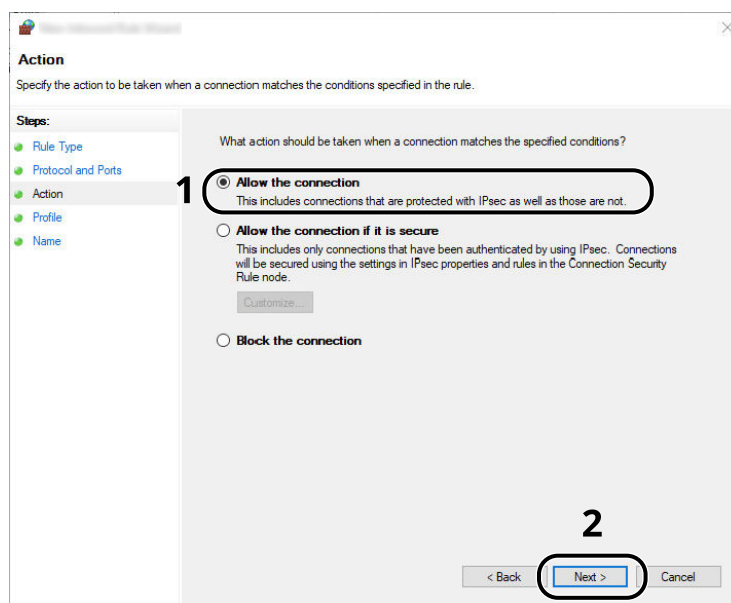 Action
Specify the action to be taken when a connection matches the conditions specified in the rule.
Steps:
Rule Type
Protocol and Ports
Action
Profile
Name
What action should be taken when a connection matches the specified conditions?
1
Allow the connection
This includes connections that are protected with IPsec as well as those are not.
Allow the connection if it is secure
This includes only connections that have been authenticated by using IPsec. Connections
will be secured using the settings in IPsec properties and rules in the Connection Security
Rule node.
Customize...
Block the connection
2
< Back
Next >
Cancel